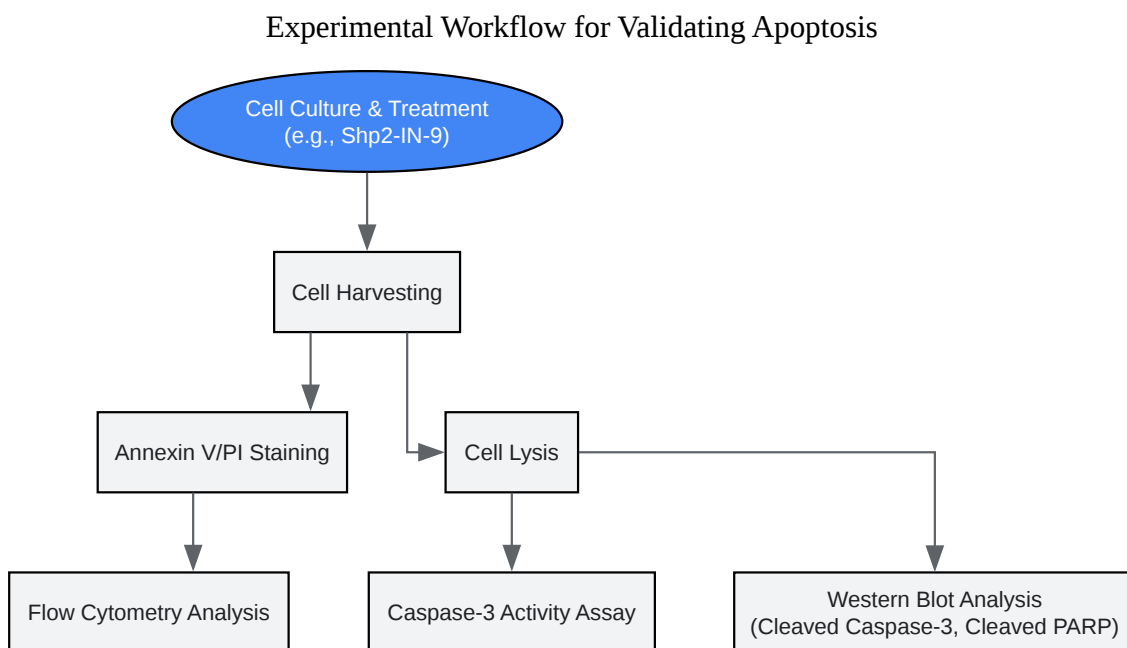 Experimental Workflow for Validating Apoptosis
Cell Culture & Treatment
(e.g., Shp2-IN-9)
Cell Harvesting
Annexin V/PI Staining
Cell Lysis
Flow Cytometry Analysis
Caspase-3 Activity Assay
Western Blot Analysis
(Cleaved Caspase-3, Cleaved PARP)